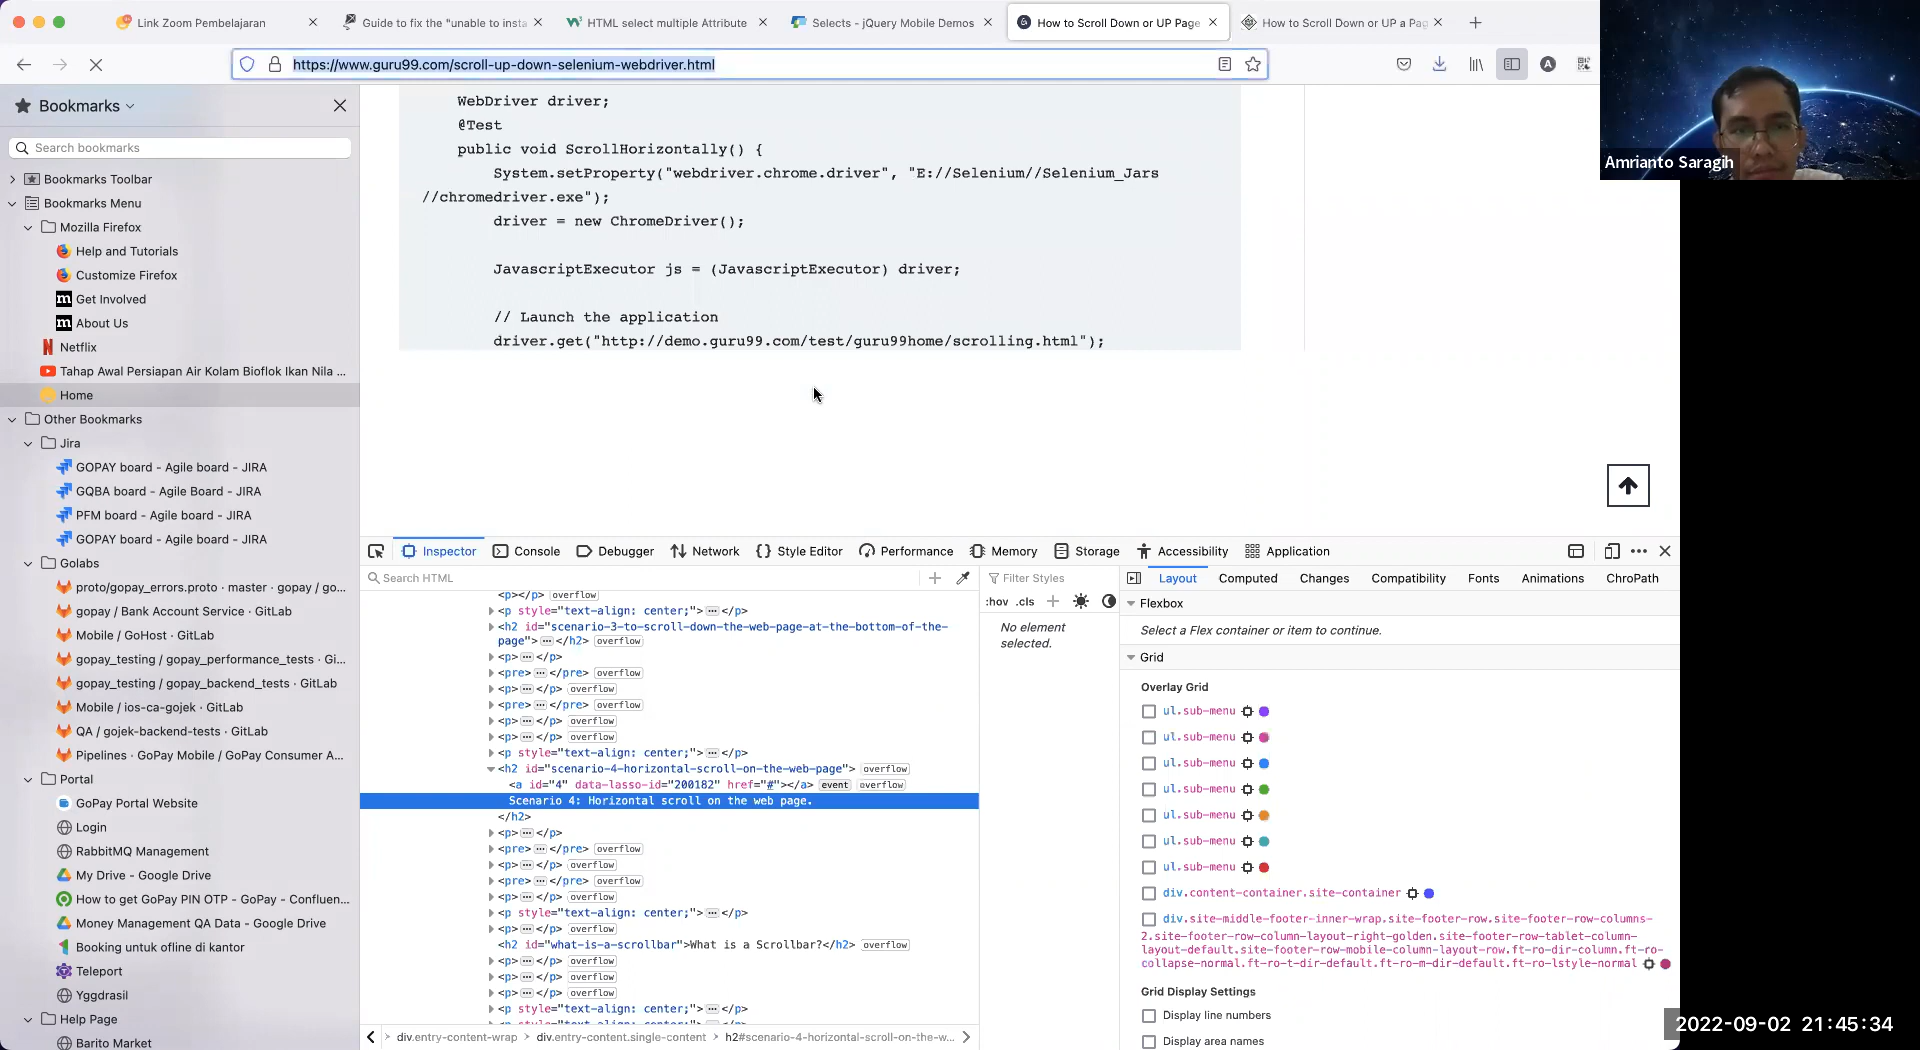 Link Zoom Pembelajaran
Guide to fix the "unable to insta
HTML select multiple Attribute
Selects - jQuery Mobile Demos
How to Scroll Down or UP Page
How to Scroll Down or UP a Pag
https://www.guru99.com/scroll-up-down-selenium-webdriver.html
Amrianto Saragih
Bookmarks
Search bookmarks
Bookmarks Toolbar
Bookmarks Menu
Mozilla Firefox
Help and Tutorials
Customize Firefox
Get Involved
About Us
Netflix
Tahap Awal Persiapan Air Kolam Bioflok Ikan Nila ...
Home
Other Bookmarks
Jira
GOPAY board - Agile board - JIRA
GQBA board - Agile Board - JIRA
PFM board - Agile board - JIRA
GOPAY board - Agile board - JIRA
Golabs
proto/gopay_errors.proto · master · gopay / go...
gopay / Bank Account Service · GitLab
Mobile / GoHost · GitLab
gopay_testing / gopay_performance_tests · Gi...
gopay_testing / gopay_backend_tests · GitLab
Mobile / ios-ca-gojek · GitLab
QA / gojek-backend-tests · GitLab
Pipelines · GoPay Mobile / GoPay Consumer A...
Portal
GoPay Portal Website
Login
RabbitMQ Management
My Drive - Google Drive
How to get GoPay PIN OTP - GoPay - Confluen...
Money Management QA Data - Google Drive
Booking untuk ofline di kantor
Teleport
Yggdrasil
Help Page
Barito Market
WebDriver driver;
@Test
public void ScrollHorizontally() {
System.setProperty("webdriver.chrome.driver", "E://Selenium//Selenium_Jars
//chromedriver.exe");
driver = new ChromeDriver();
JavascriptExecutor js = (JavascriptExecutor) driver;
// Launch the application
driver.get("http://demo.guru99.com/test/guru99home/scrolling.html");
Inspector
Console
Debugger
Network
Style Editor
Performance
Memory
Storage
Accessibility
Application
Search HTML
<p></p> overflow
<p style="text-align: center;"> ··· </p>
<h2 id="scenario-3-to-scroll-down-the-web-page-at-the-bottom-of-the-
page"> ··· </h2> overflow
<p> ··· </p>
<pre> ··· </pre> overflow
<p> ··· </p> overflow
<pre> ··· </pre> overflow
<p> ··· </p> overflow
<p> ··· </p> overflow
<p style="text-align: center;"> ··· </p>
<h2 id="scenario-4-horizontal-scroll-on-the-web-page"> overflow
<a id="4" data-lasso-id="200182" href="#"></a> event overflow
Scenario 4: Horizontal scroll on the web page.
</h2>
<p> ··· </p>
<pre> ··· </pre> overflow
<p> ··· </p> overflow
<pre> ··· </pre> overflow
<p> ··· </p> overflow
<p style="text-align: center;"> ··· </p>
<p> ··· </p> overflow
<h2 id="what-is-a-scrollbar">What is a Scrollbar?</h2> overflow
<p> ··· </p> overflow
<p> ··· </p> overflow
<p> ··· </p> overflow
<p style="text-align: center;"> ··· </p>
div.entry-content-wrap
div.entry-content.single-content
h2#scenario-4-horizontal-scroll-on-the-w...
Filter Styles
:hov .cls
No element
selected.
Layout
Computed
Changes
Compatibility
Fonts
Animations
ChroPath
Flexbox
Select a Flex container or item to continue.
Grid
Overlay Grid
ul.sub-menu
ul.sub-menu
ul.sub-menu
ul.sub-menu
ul.sub-menu
ul.sub-menu
ul.sub-menu
div.content-container.site-container
div.site-middle-footer-inner-wrap.site-footer-row.site-footer-row-columns-
2.site-footer-row-column-layout-right-golden.site-footer-row-tablet-column-
layout-default.site-footer-row-mobile-column-layout-row.ft-ro-dir-column.ft-ro-
collapse-normal.ft-ro-t-dir-default.ft-ro-m-dir-default.ft-ro-lstyle-normal
Grid Display Settings
Display line numbers
Display area names
2022-09-02 21:45:34